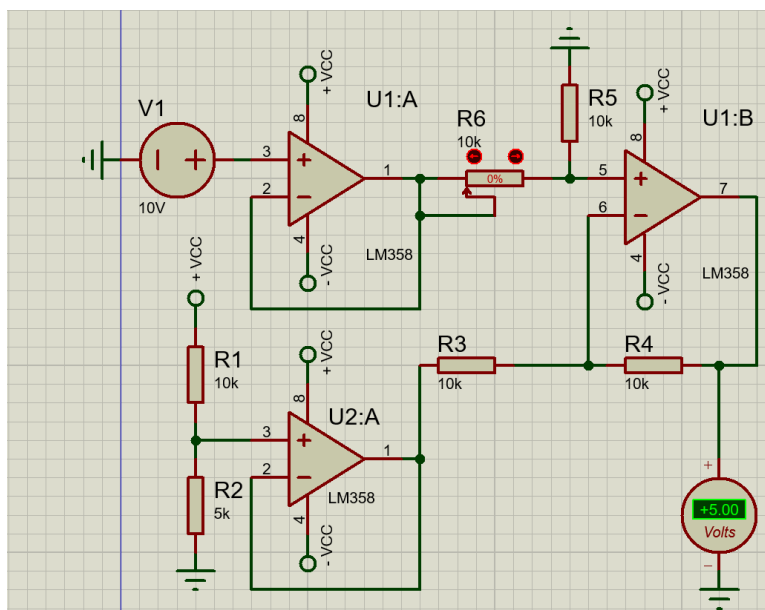 V1
10V
+ VCC
8
U1:A
3
2
1
4
- VCC
LM358
R6
10k
0%
R5
10k
+ VCC
8
U1:B
5
6
7
4
- VCC
LM358
+ VCC
R1
10k
R2
5k
+ VCC
8
U2:A
3
2
1
4
- VCC
LM358
R3
10k
R4
10k
+5.00
Volts